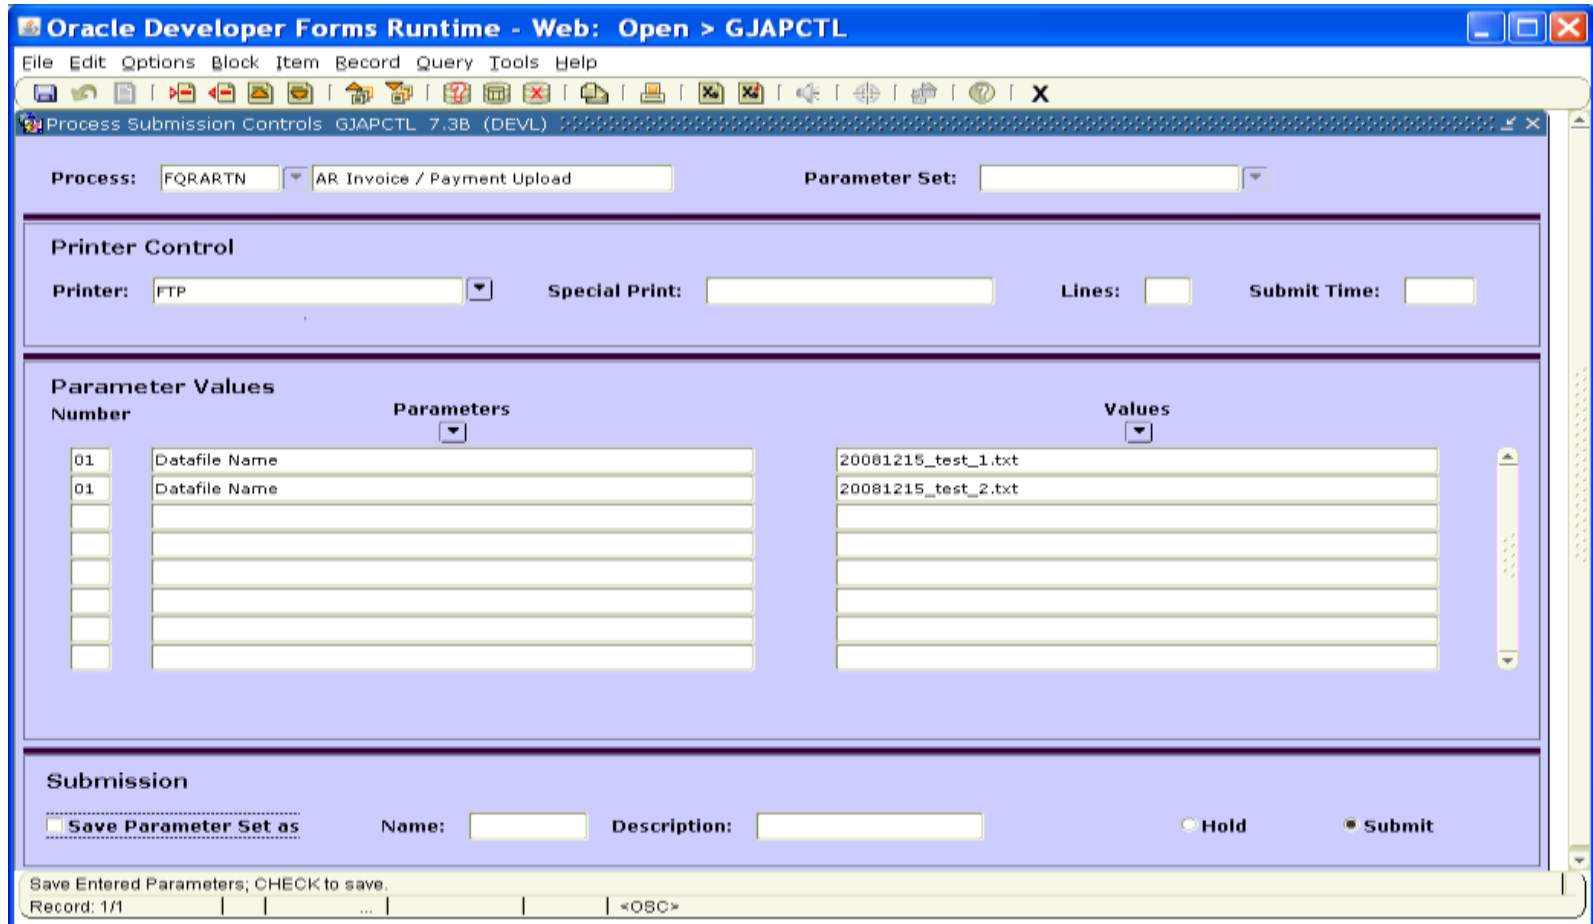 Oracle Developer Forms Runtime - Web: Open > GJAPCTL
File Edit Options Block Item Record Query Tools Help
Process Submission Controls GJAPCTL 7.3B (DEVL)
Process: FQRARTN AR Invoice / Payment Upload Parameter Set:
Printer Control
Printer: FTP Special Print: Lines: Submit Time:
Parameter Values
Number Parameters Values
01 Datafile Name 20081215_test_1.txt
01 Datafile Name 20081215_test_2.txt
Submission
Save Parameter Set as Name: Description: Hold Submit
Save Entered Parameters; CHECK to save.
Record: 1/1 ... <OSC>